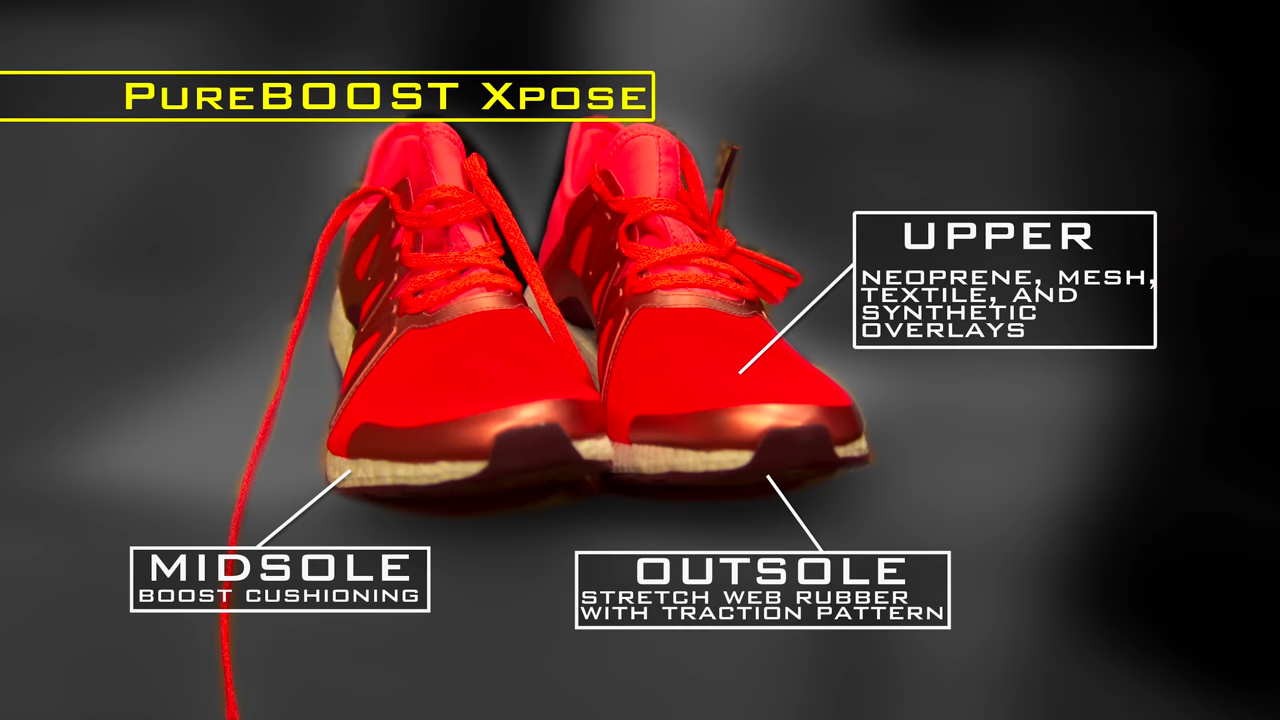 PureBOOST Xpose
UPPER
NEOPRENE, MESH,
TEXTILE, AND
SYNTHETIC
OVERLAYS
MIDSOLE
BOOST CUSHIONING
OUTSOLE
STRETCH WEB RUBBER
WITH TRACTION PATTERN